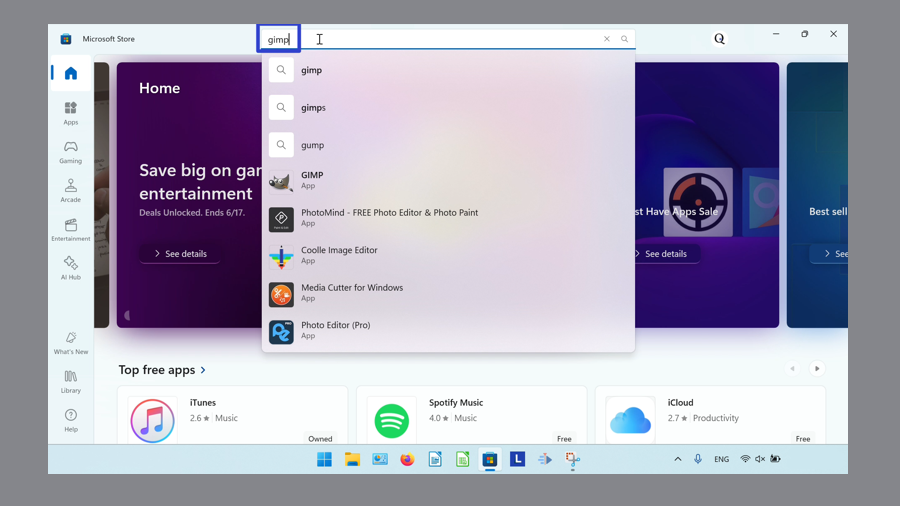 Microsoft Store
gimp
Q
Home
Apps
Gaming
Arcade
Entertainment
AI Hub
What's New
Library
Help
Home
Save big on gar
entertainment
Deals Unlocked. Ends 6/17.
See details
gimp
gimps
gump
GIMP
App
PhotoMind - FREE Photo Editor & Photo Paint
App
Coolle Image Editor
App
Media Cutter for Windows
App
Photo Editor (Pro)
App
st Have Apps Sale
See details
Best sell
See
Top free apps
iTunes
2.6 ★ Music
Owned
Spotify Music
4.0 ★ Music
Free
iCloud
2.7 ★ Productivity
Free
L
ENG